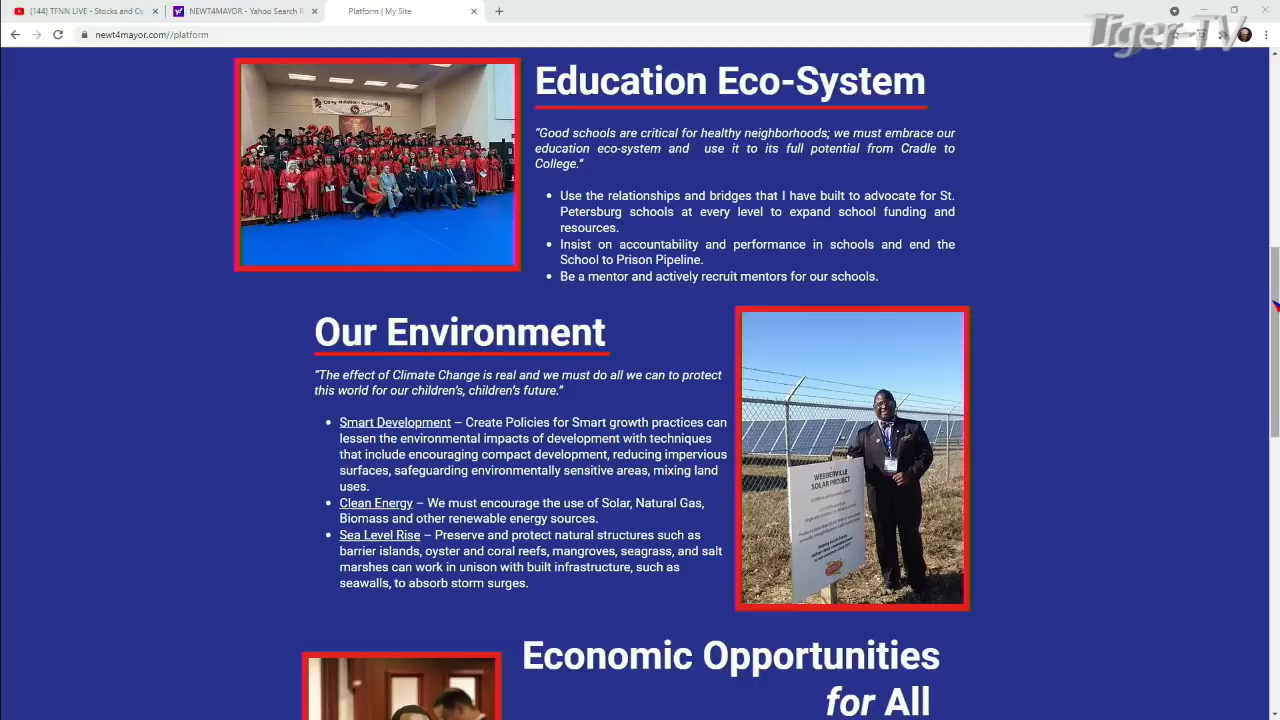 (144) TFNN LIVE - Stocks and Op
NEWT4MAYOR - Yahoo Search R
Platform | My Site
newt4mayor.com//platform
Tiger TV
Education Eco-System
“Good schools are critical for healthy neighborhoods; we must embrace our
education eco-system and use it to its full potential from Cradle to
College.”
• Use the relationships and bridges that I have built to advocate for St.
Petersburg schools at every level to expand school funding and
resources.
• Insist on accountability and performance in schools and end the
School to Prison Pipeline.
• Be a mentor and actively recruit mentors for our schools.
Our Environment
“The effect of Climate Change is real and we must do all we can to protect
this world for our children’s, children’s future.”
• Smart Development – Create Policies for Smart growth practices can
lessen the environmental impacts of development with techniques
that include encouraging compact development, reducing impervious
surfaces, safeguarding environmentally sensitive areas, mixing land
uses.
• Clean Energy – We must encourage the use of Solar, Natural Gas,
Biomass and other renewable energy sources.
• Sea Level Rise – Preserve and protect natural structures such as
barrier islands, oyster and coral reefs, mangroves, seagrass, and salt
marshes can work in unison with built infrastructure, such as
seawalls, to absorb storm surges.
WEBBERVILLE
SOLAR PROJECT
Economic Opportunities
for All